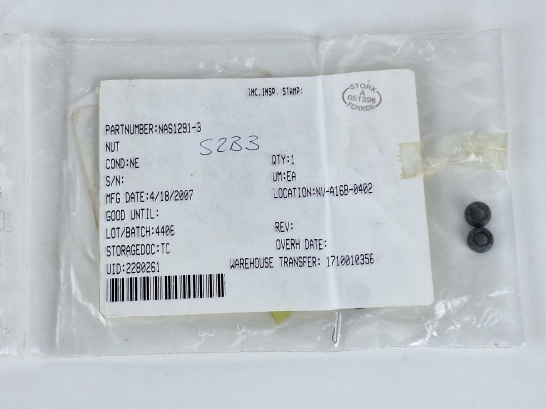 INC.INSP. STAMP:
STORK
A
051396
FOKKER
PARTNUMBER:NAS1291-3
NUT
S2B3
COND:NE
QTY:1
S/N:
UM:EA
MFG DATE:4/18/2007
LOCATION:NV-A16B-0402
GOOD UNTIL:
LOT/BATCH:4406
REV:
STORAGEDOC:TC
OVERH DATE:
UID:2280261
WAREHOUSE TRANSFER: 1710010356